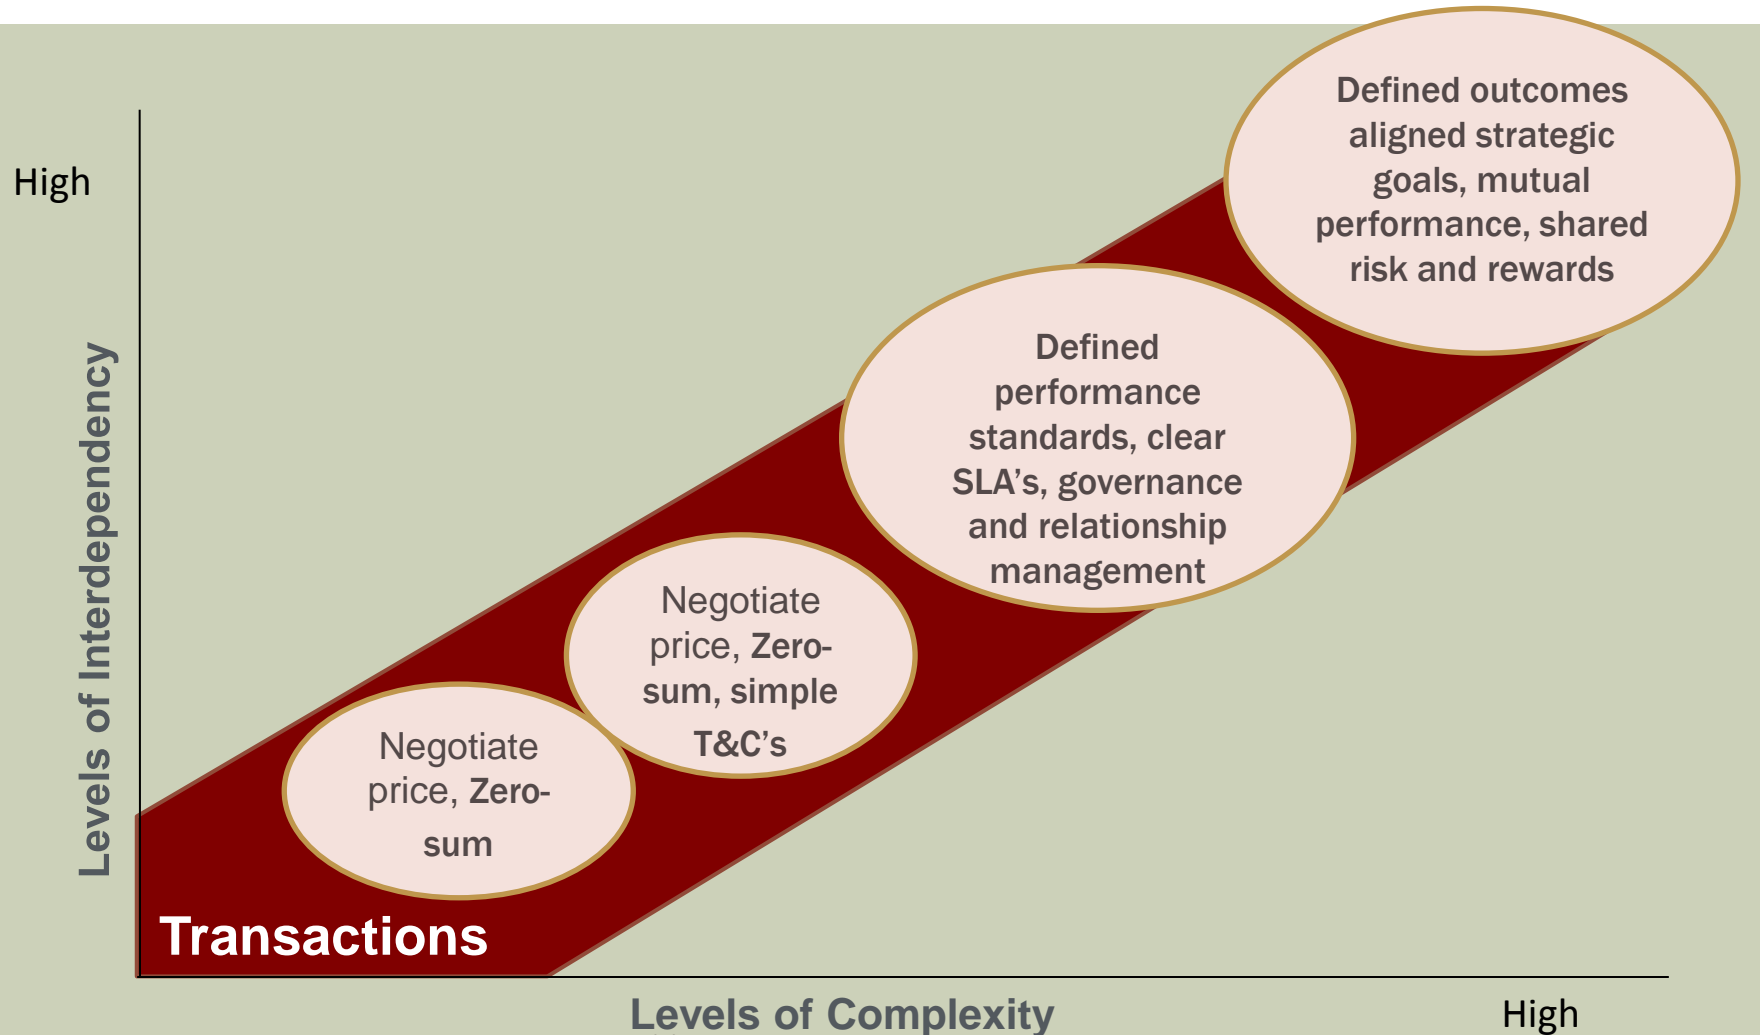 High
Levels of Interdependency
Defined outcomes
aligned strategic
goals, mutual
performance, shared
risk and rewards
Defined
performance
standards, clear
SLA’s, governance
and relationship
management
Negotiate
price, Zero-
sum, simple
T&C’s
Negotiate
price, Zero-
sum
Transactions
Levels of Complexity
High